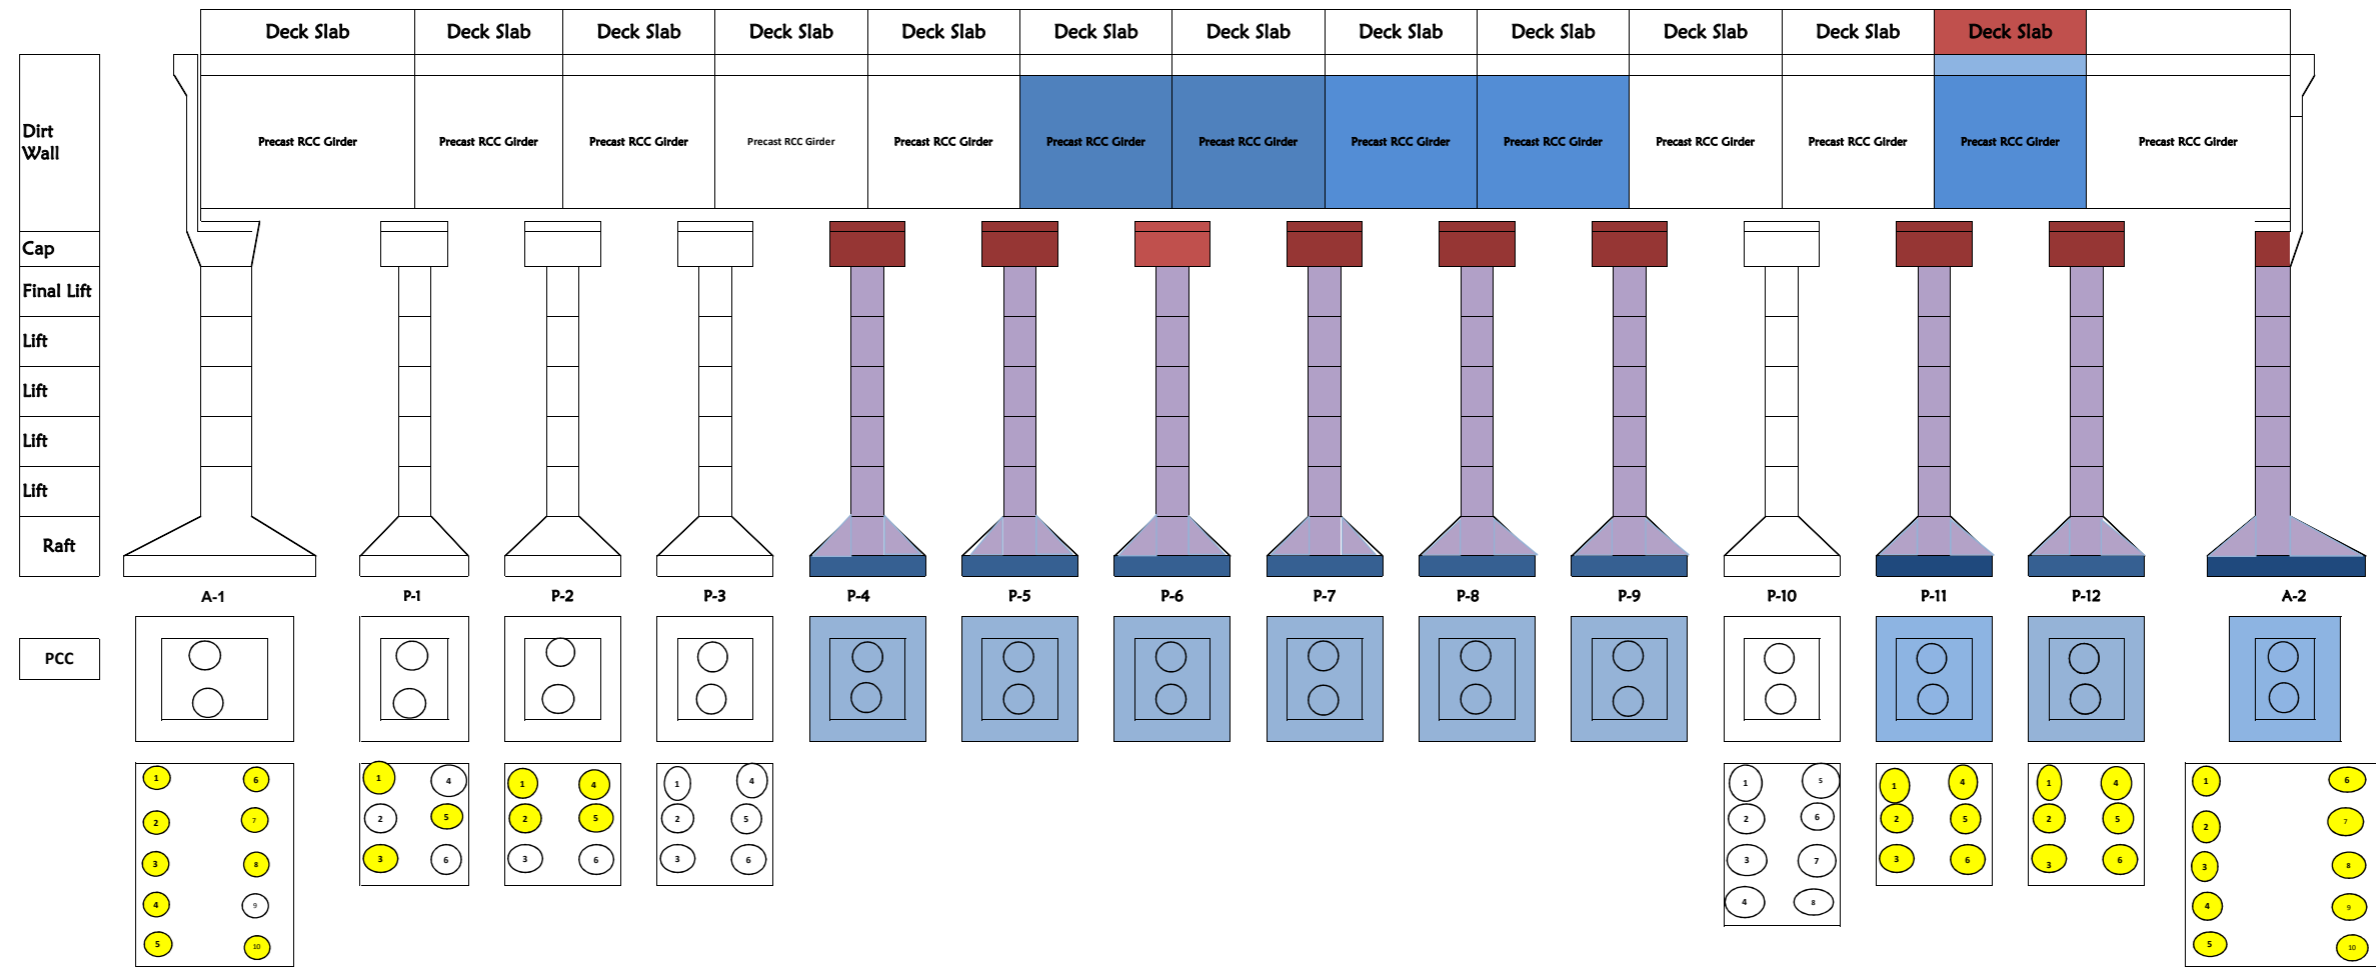 Deck Slab Deck Slab Deck Slab Deck Slab Deck Slab Deck Slab Deck Slab Deck Slab Deck Slab Deck Slab Deck Slab Deck Slab
Dirt
Wall
Precast RCC Girder Precast RCC Girder Precast RCC Girder Precast RCC Girder Precast RCC Girder Precast RCC Girder Precast RCC Girder Precast RCC Girder Precast RCC Girder Precast RCC Girder Precast RCC Girder Precast RCC Girder Precast RCC Girder
Cap
Final Lift
Lift
Lift
Lift
Lift
Raft
A-1 P-1 P-2 P-3 P-4 P-5 P-6 P-7 P-8 P-9 P-10 P-11 P-12 A-2
PCC
1 6 1 4 1 4 1 4 1 5 1 4 1 4 1 6
2 7 2 5 2 5 2 5 2 6 2 5 2 5 2 7
3 8 3 6 3 6 3 6 3 7 3 6 3 6 3 8
4 9 4 8 4 9
5 10 5 10